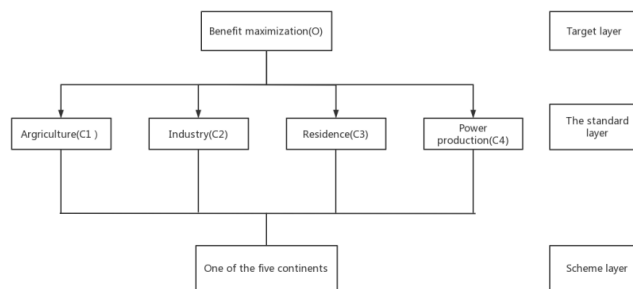 Benefit maximization(O)
Target layer
Argriculture(C1 )
Industry(C2)
Residence(C3)
Power
production(C4)
The standard
layer
One of the five continents
Scheme layer